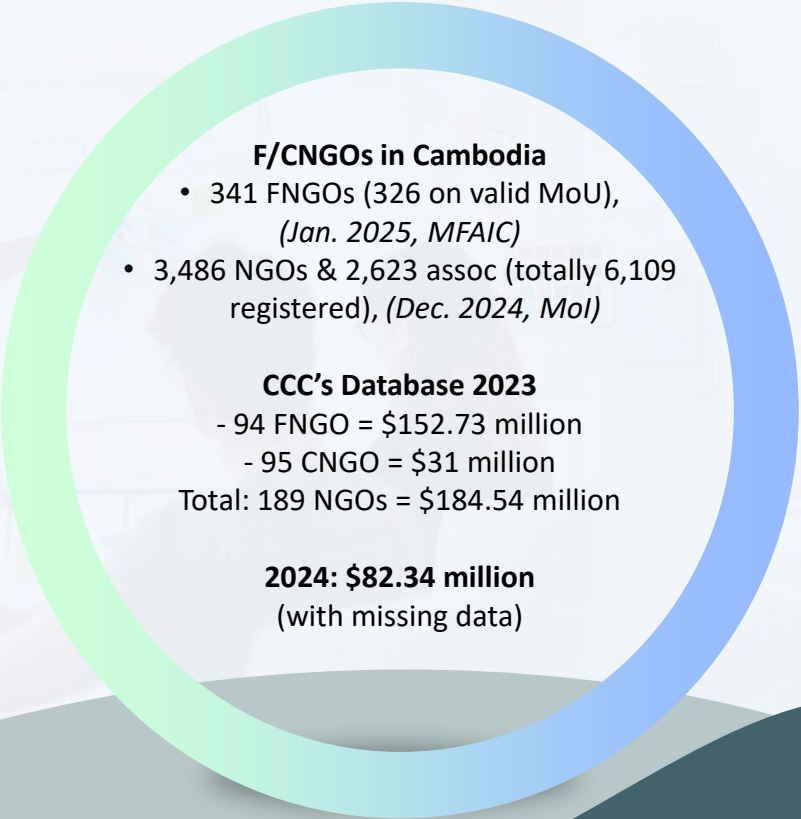 F/CNGOs in Cambodia
• 341 FNGOs (326 on valid MoU),
(Jan. 2025, MFAIC)
• 3,486 NGOs & 2,623 assoc (totally 6,109
registered), (Dec. 2024, MoI)
CCC’s Database 2023
- 94 FNGO = $152.73 million
- 95 CNGO = $31 million
Total: 189 NGOs = $184.54 million
2024: $82.34 million
(with missing data)